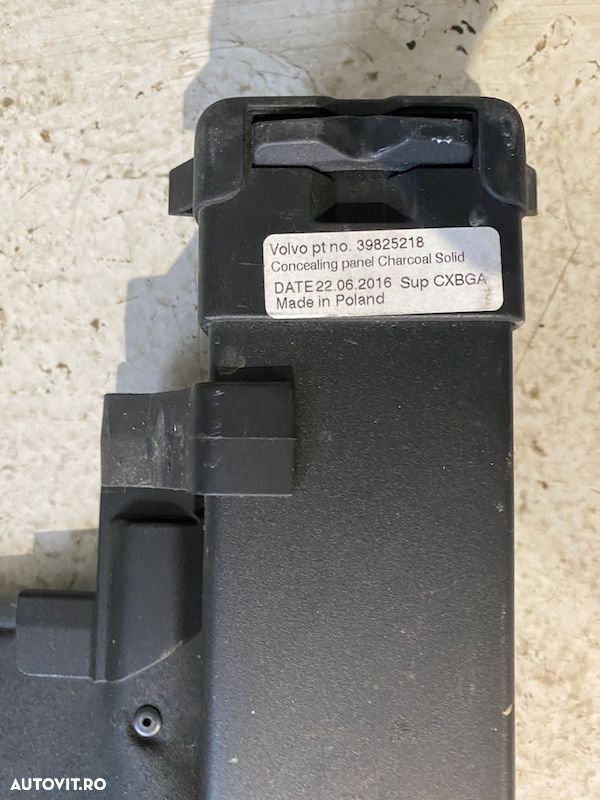 Volvo pt no. 39825218
Concealing panel Charcoal Solid
DATE 22.06.2016 Sup CXBGA
Made in Poland
AUTOVIT.RO